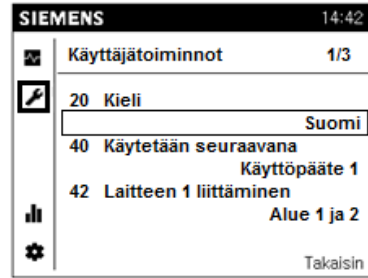 SIEMENS 14:42
Käyttäjätoiminnot 1/3
20 Kieli
Suomi
40 Käytetään seuraavana
Käyttöpääte 1
42 Laitteen 1 liittäminen
Alue 1 ja 2
Takaisin